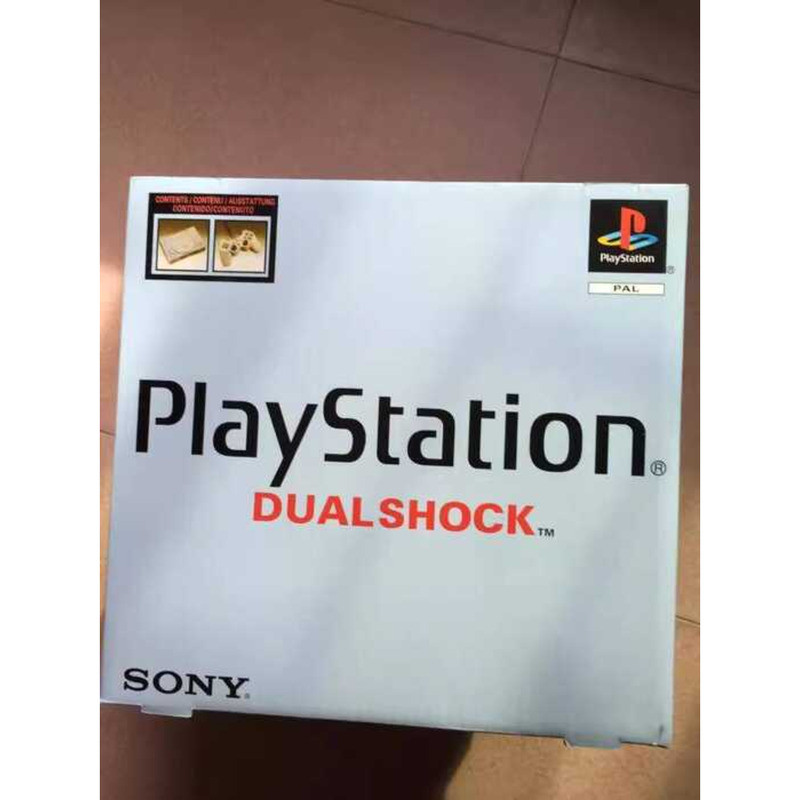 CONTENTS / CONTENU / AUSSTATTUNG
CONTENIDO/CONTENUTO
PlayStation
®
PAL
PlayStation®
DUALSHOCK™
SONY®